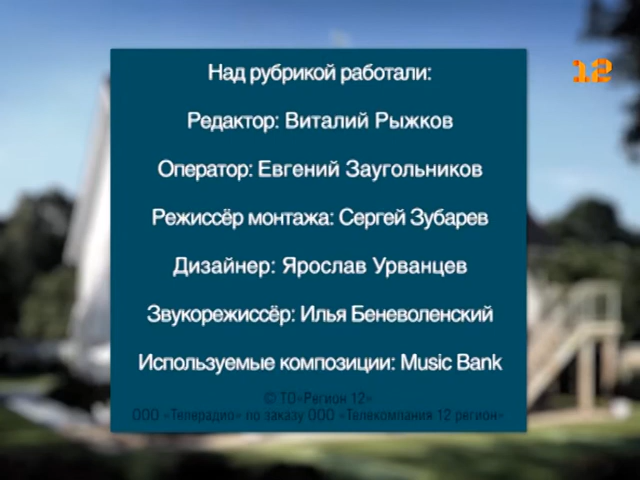 12
Над рубрикой работали:
Редактор: Виталий Рыжков
Оператор: Евгений Заугольников
Режиссёр монтажа: Сергей Зубарев
Дизайнер: Ярослав Урванцев
Звукорежиссёр: Илья Беневоленский
Используемые композиции: Music Bank
© ТО«Регион 12»
ООО «Телерадио» по заказу ООО «Телекомпания 12 регион»